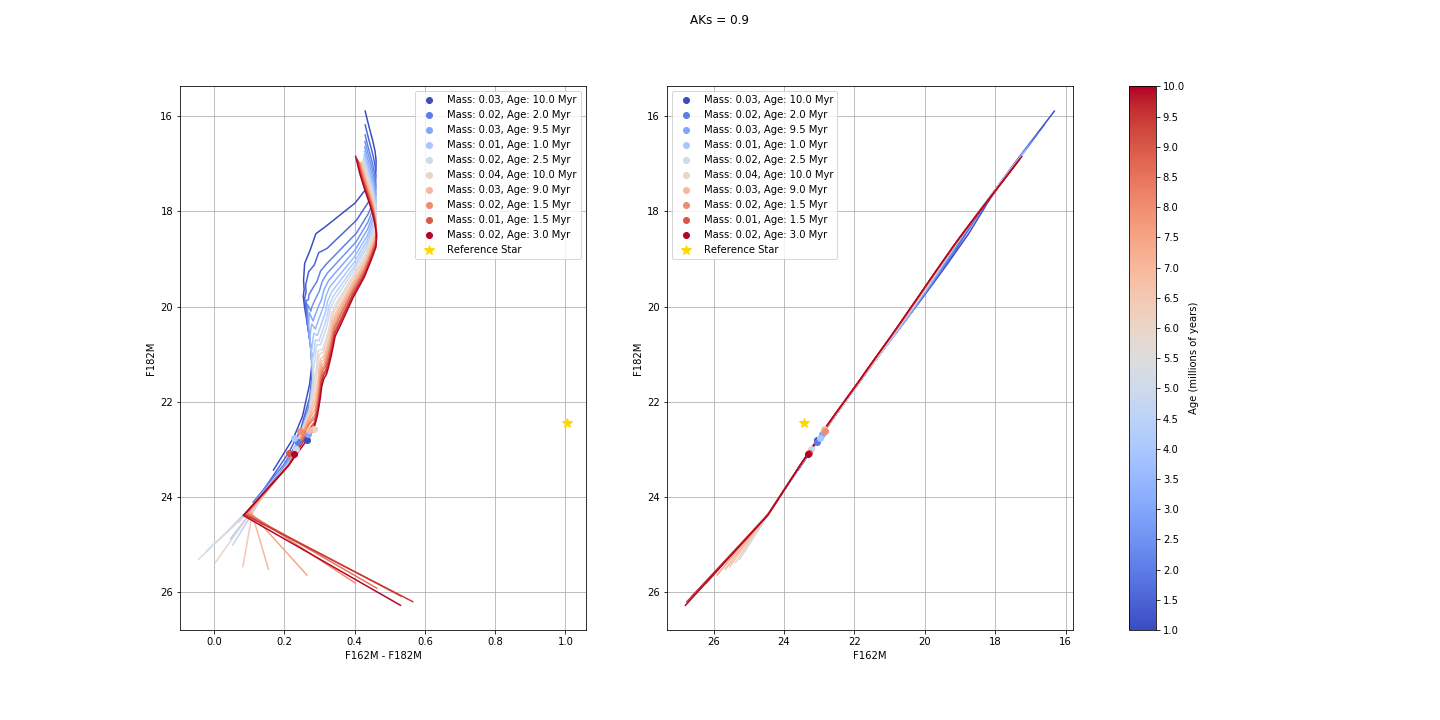 AKs = 0.9
Mass: 0.03, Age: 10.0 Myr
Mass: 0.02, Age: 2.0 Myr
Mass: 0.03, Age: 9.5 Myr
Mass: 0.01, Age: 1.0 Myr
Mass: 0.02, Age: 2.5 Myr
Mass: 0.04, Age: 10.0 Myr
Mass: 0.03, Age: 9.0 Myr
Mass: 0.02, Age: 1.5 Myr
Mass: 0.01, Age: 1.5 Myr
Mass: 0.02, Age: 3.0 Myr
Reference Star
16
18
20
22
24
26
F182M
0.0 0.2 0.4 0.6 0.8 1.0
F162M - F182M
Mass: 0.03, Age: 10.0 Myr
Mass: 0.02, Age: 2.0 Myr
Mass: 0.03, Age: 9.5 Myr
Mass: 0.01, Age: 1.0 Myr
Mass: 0.02, Age: 2.5 Myr
Mass: 0.04, Age: 10.0 Myr
Mass: 0.03, Age: 9.0 Myr
Mass: 0.02, Age: 1.5 Myr
Mass: 0.01, Age: 1.5 Myr
Mass: 0.02, Age: 3.0 Myr
Reference Star
16
18
20
22
24
26
F182M
26 24 22 20 18 16
F162M
10.0
9.5
9.0
8.5
8.0
7.5
7.0
6.5
6.0
5.5
5.0
4.5
4.0
3.5
3.0
2.5
2.0
1.5
1.0
Age (millions of years)